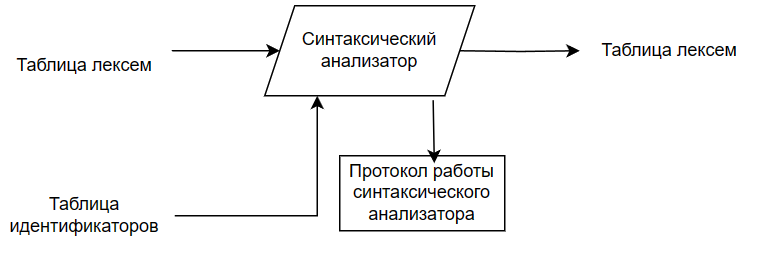 Синтаксический
анализатор
Таблица лексем
Таблица лексем
Протокол работы
синтаксического
анализатора
Таблица
идентификаторов